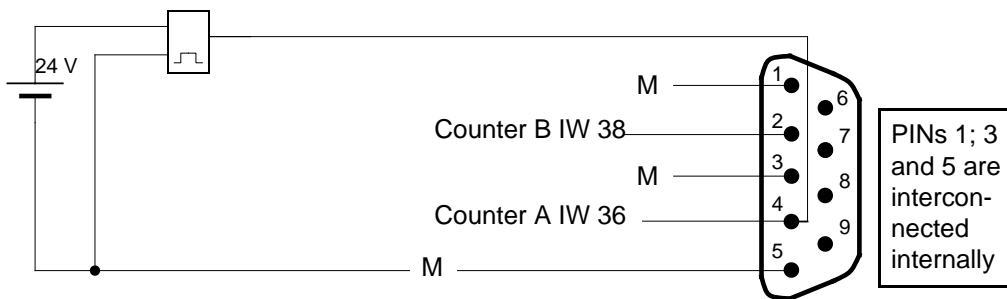 24 V
M
Counter B IW 38
M
Counter A IW 36
M
1
2
3
4
5
6
7
8
9
PINs 1; 3
and 5 are
intercon-
nected
internally